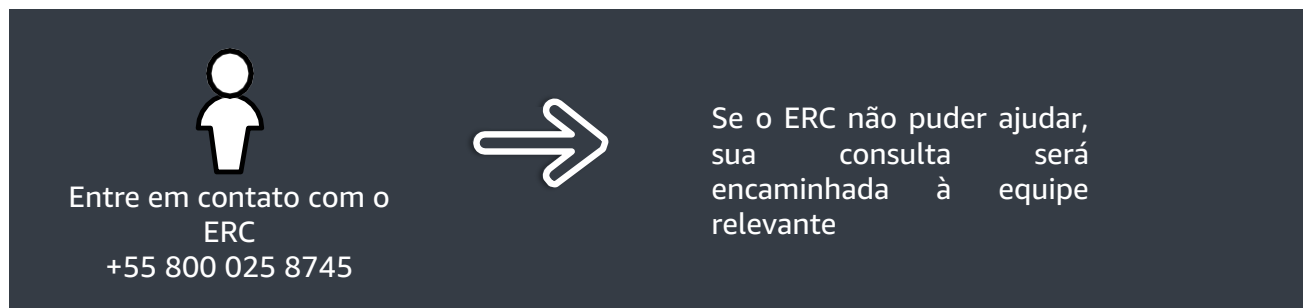 Entre em contato com o
ERC
+55 800 025 8745
Se o ERC não puder ajudar,
sua consulta será
encaminhada à equipe
relevante